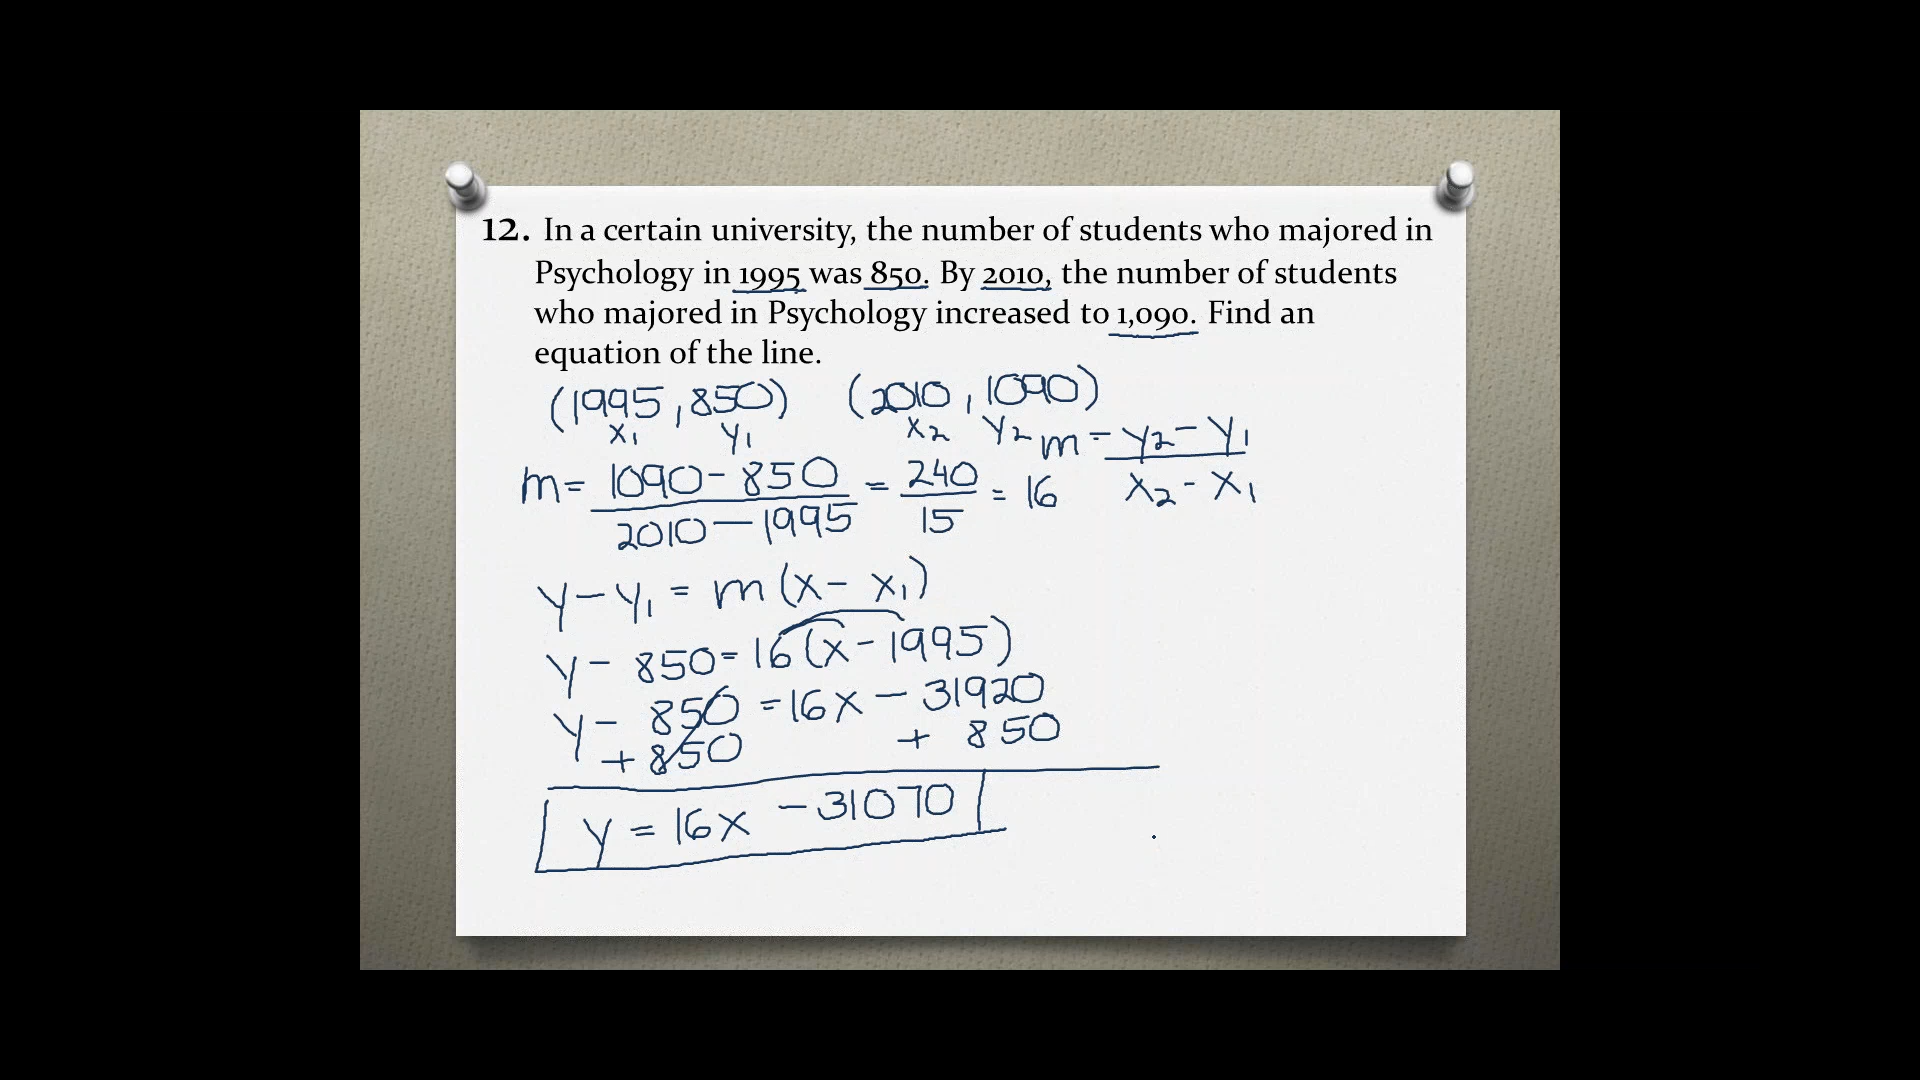 12. In a certain university, the number of students who majored in
Psychology in 1995 was 850. By 2010, the number of students
who majored in Psychology increased to 1,090. Find an
equation of the line.
(1995, 850) (2010, 1090)
x₁ y₁ x₂ y₂
m = y₂ - y₁ / x₂ - x₁
m = 1090 - 850 / 2010 - 1995 = 240 / 15 = 16
y - y₁ = m(x - x₁)
y - 850 = 16(x - 1995)
y - 850 = 16x - 31920
+ 850 + 850
y = 16x - 31070